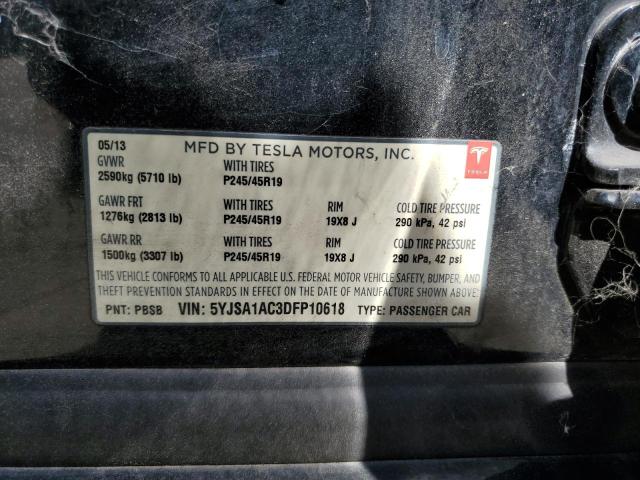 05/13 MFD BY TESLA MOTORS, INC.
GVWR WITH TIRES
2590kg (5710 lb) P245/45R19
TESLA
GAWR FRT WITH TIRES RIM COLD TIRE PRESSURE
1276kg (2813 lb) P245/45R19 19X8 J 290 kPa, 42 psi
GAWR RR WITH TIRES RIM COLD TIRE PRESSURE
1500kg (3307 lb) P245/45R19 19X8 J 290 kPa, 42 psi
THIS VEHICLE CONFORMS TO ALL APPLICABLE U.S. FEDERAL MOTOR VEHICLE SAFETY, BUMPER, AND
THEFT PREVENTION STANDARDS IN EFFECT ON THE DATE OF MANUFACTURE SHOWN ABOVE.
PNT: PBSB VIN: 5YJSA1AC3DFP10618 TYPE: PASSENGER CAR